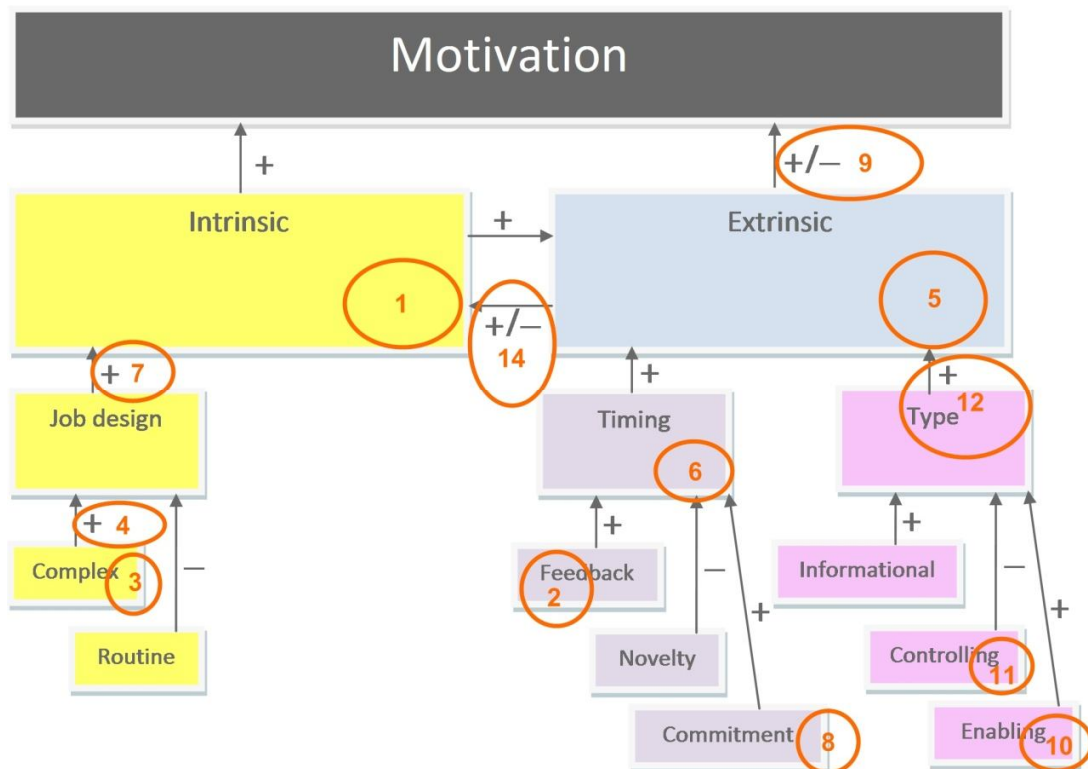 Motivation
+
+/– 9
Intrinsic
+
Extrinsic
1
+/–
14
5
+ 7
+
+
Job design
Timing
Type
12
6
+ 4
–
+
–
+
–
+
+
Complex
3
Feedback
2
Informational
Routine
Novelty
Controlling
11
Commitment
8
Enabling
10